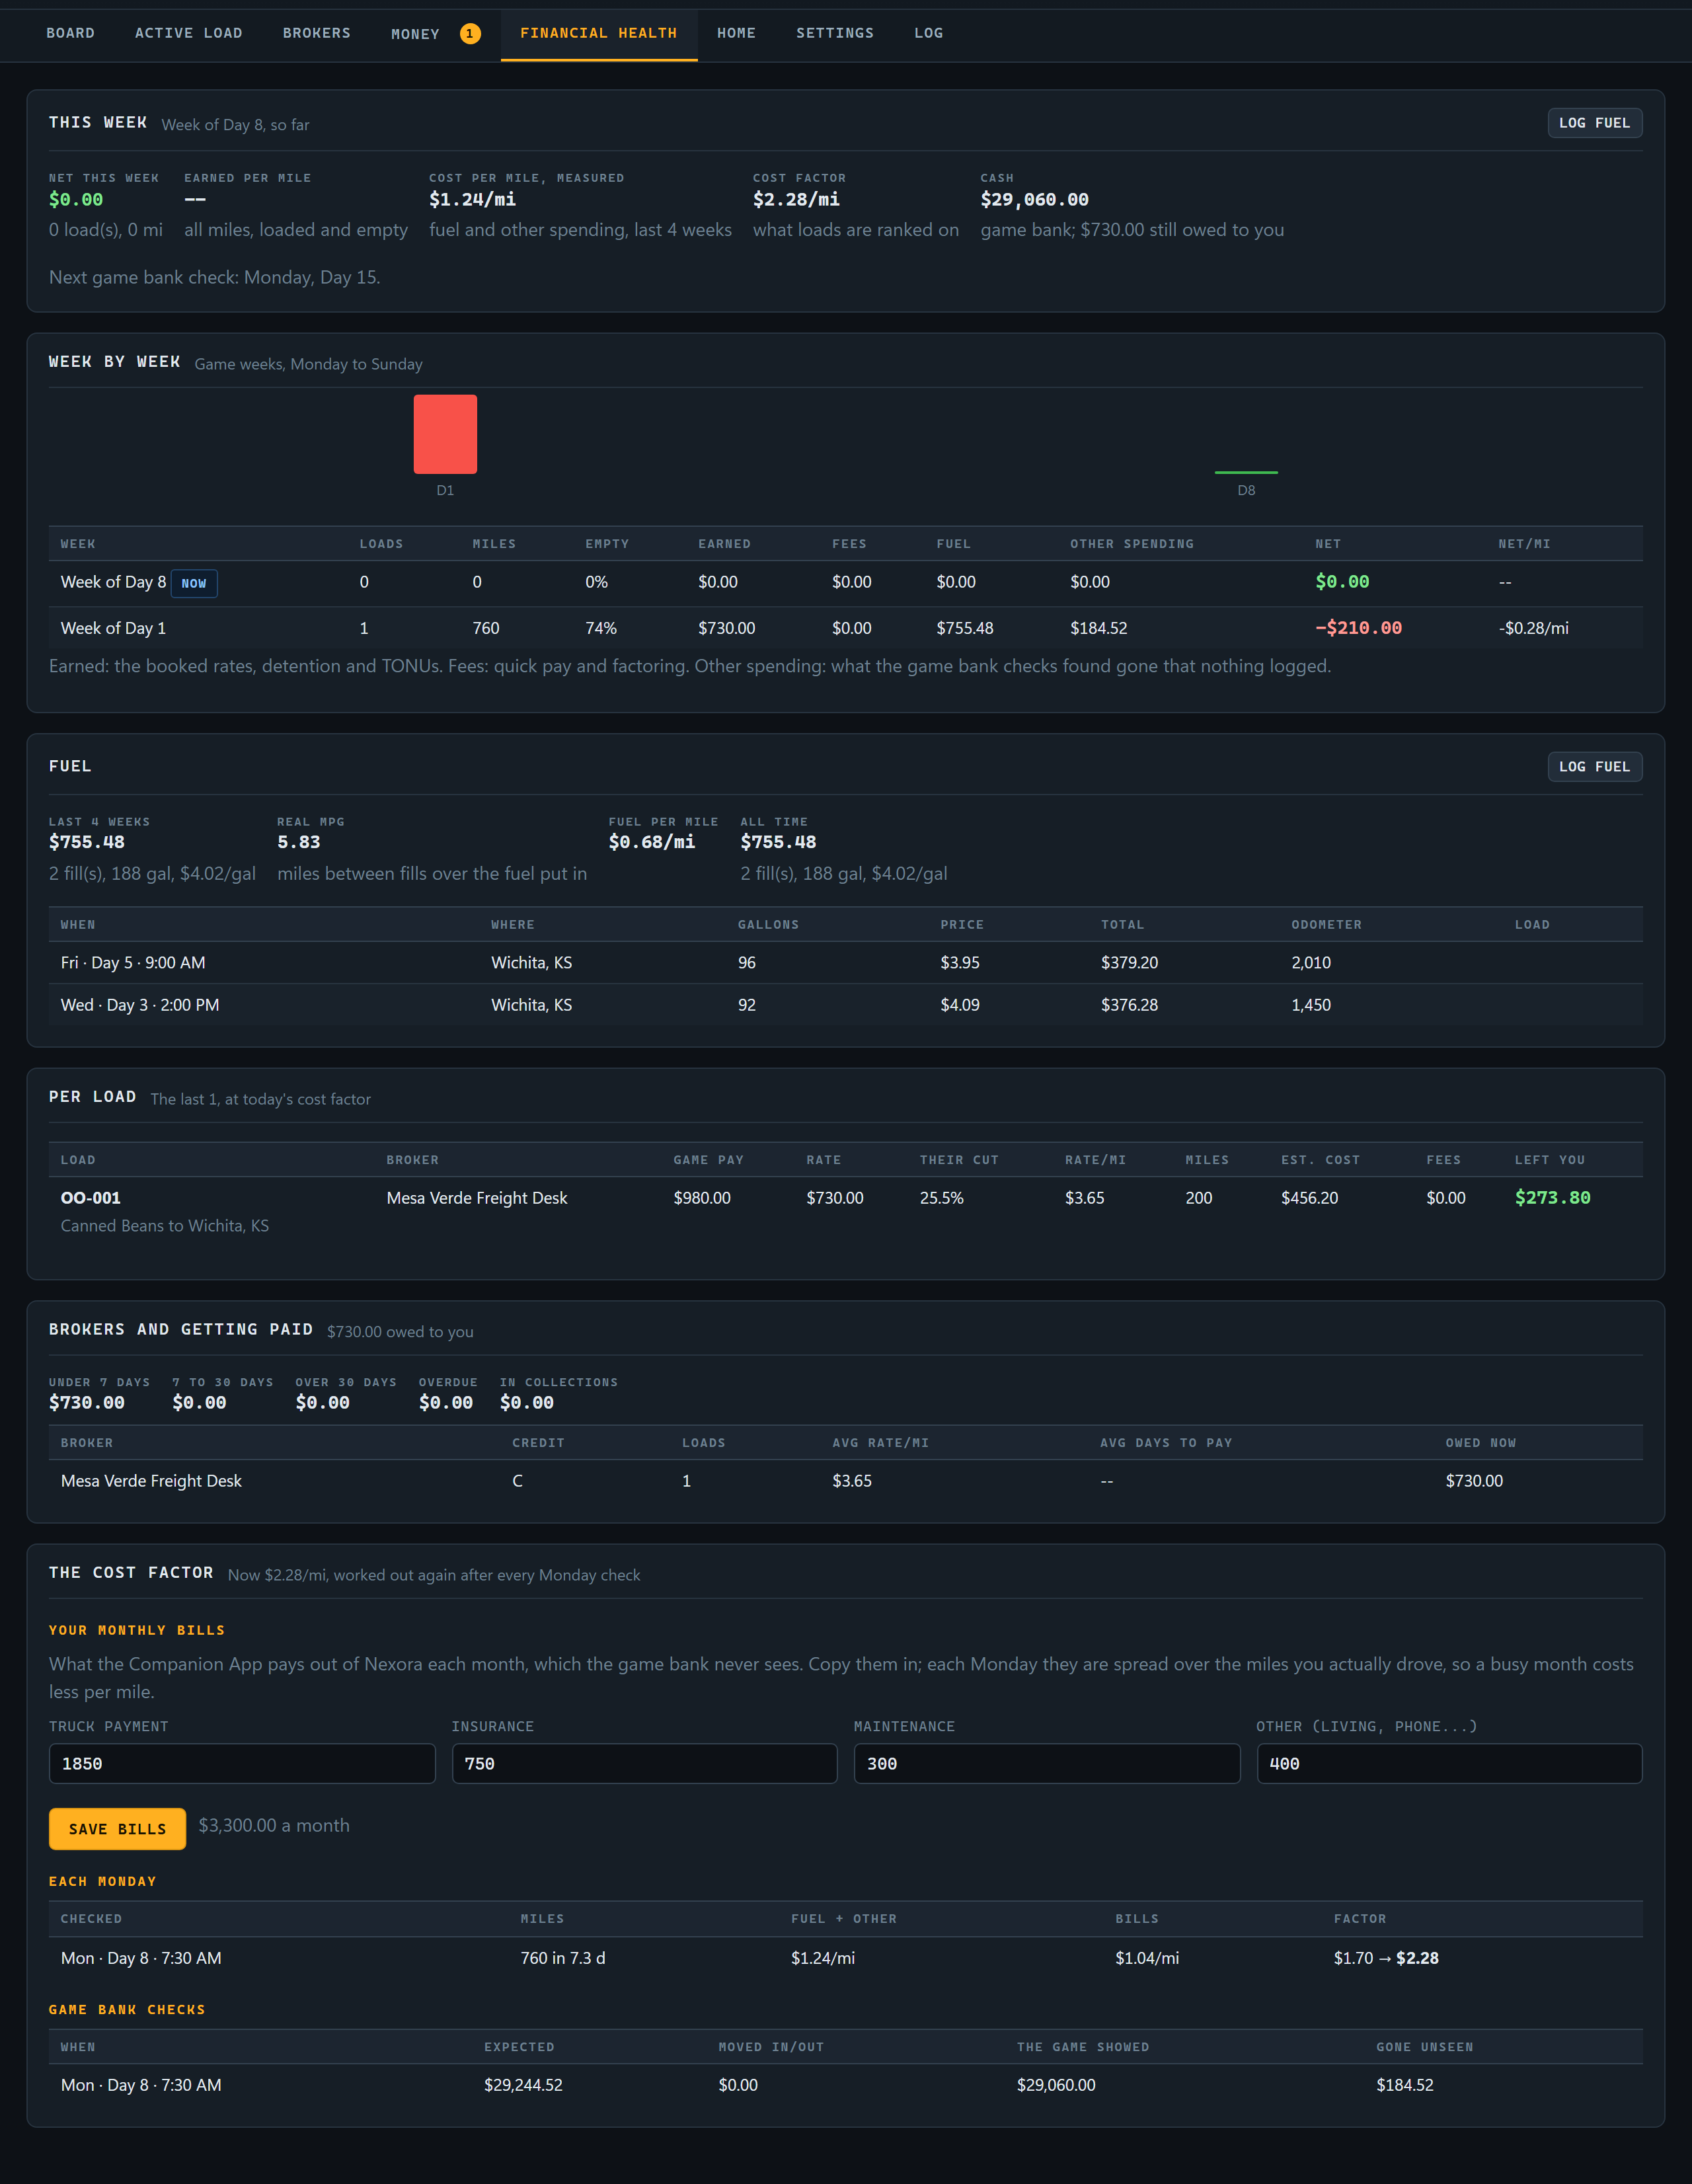 BOARD ACTIVE LOAD BROKERS MONEY 1 FINANCIAL HEALTH HOME SETTINGS LOG
THIS WEEK Week of Day 8, so far LOG FUEL
NET THIS WEEK EARNED PER MILE COST PER MILE, MEASURED COST FACTOR CASH
$0.00 −− $1.24/mi $2.28/mi $29,060.00
0 load(s), 0 mi all miles, loaded and empty fuel and other spending, last 4 weeks what loads are ranked on game bank; $730.00 still owed to you
Next game bank check: Monday, Day 15.
WEEK BY WEEK Game weeks, Monday to Sunday
D1 D8
WEEK LOADS MILES EMPTY EARNED FEES FUEL OTHER SPENDING NET NET/MI
Week of Day 8 NOW 0 0 0% $0.00 $0.00 $0.00 $0.00 $0.00 --
Week of Day 1 1 760 74% $730.00 $0.00 $755.48 $184.52 −$210.00 -$0.28/mi
Earned: the booked rates, detention and TONUs. Fees: quick pay and factoring. Other spending: what the game bank checks found gone that nothing logged.
FUEL LOG FUEL
LAST 4 WEEKS REAL MPG FUEL PER MILE ALL TIME
$755.48 5.83 $0.68/mi $755.48
2 fill(s), 188 gal, $4.02/gal miles between fills over the fuel put in 2 fill(s), 188 gal, $4.02/gal
WHEN WHERE GALLONS PRICE TOTAL ODOMETER LOAD
Fri · Day 5 · 9:00 AM Wichita, KS 96 $3.95 $379.20 2,010
Wed · Day 3 · 2:00 PM Wichita, KS 92 $4.09 $376.28 1,450
PER LOAD The last 1, at today's cost factor
LOAD BROKER GAME PAY RATE THEIR CUT RATE/MI MILES EST. COST FEES LEFT YOU
OO-001 Mesa Verde Freight Desk $980.00 $730.00 25.5% $3.65 200 $456.20 $0.00 $273.80
Canned Beans to Wichita, KS
BROKERS AND GETTING PAID $730.00 owed to you
UNDER 7 DAYS 7 TO 30 DAYS OVER 30 DAYS OVERDUE IN COLLECTIONS
$730.00 $0.00 $0.00 $0.00 $0.00
BROKER CREDIT LOADS AVG RATE/MI AVG DAYS TO PAY OWED NOW
Mesa Verde Freight Desk C 1 $3.65 -- $730.00
THE COST FACTOR Now $2.28/mi, worked out again after every Monday check
YOUR MONTHLY BILLS
What the Companion App pays out of Nexora each month, which the game bank never sees. Copy them in; each Monday they are spread over the miles you actually drove, so a busy month costs
less per mile.
TRUCK PAYMENT INSURANCE MAINTENANCE OTHER (LIVING, PHONE...)
1850 750 300 400
SAVE BILLS $3,300.00 a month
EACH MONDAY
CHECKED MILES FUEL + OTHER BILLS FACTOR
Mon · Day 8 · 7:30 AM 760 in 7.3 d $1.24/mi $1.04/mi $1.70 → $2.28
GAME BANK CHECKS
WHEN EXPECTED MOVED IN/OUT THE GAME SHOWED GONE UNSEEN
Mon · Day 8 · 7:30 AM $29,244.52 $0.00 $29,060.00 $184.52